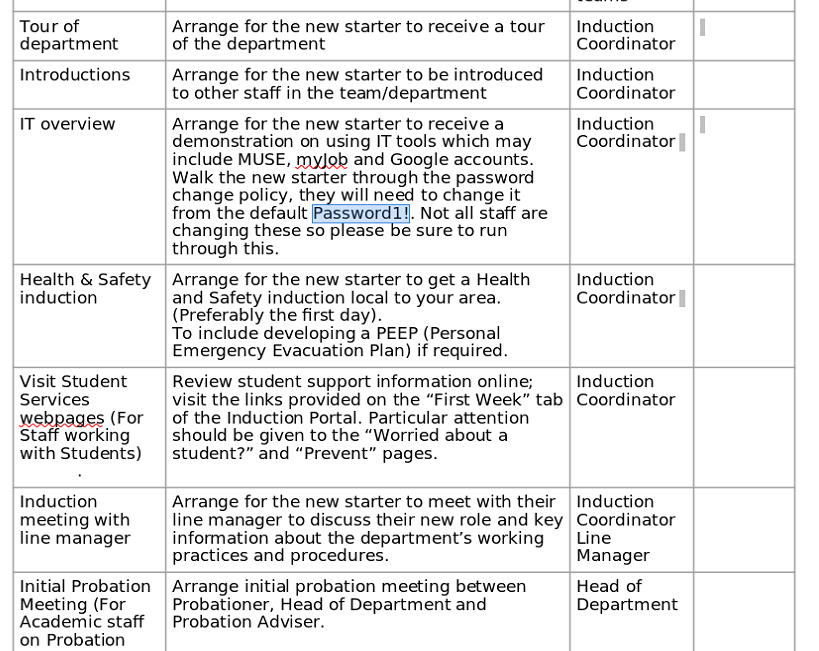 Tour of
department
Arrange for the new starter to receive a tour
of the department
Induction
Coordinator
Introductions
Arrange for the new starter to be introduced
to other staff in the team/department
Induction
Coordinator
IT overview
Arrange for the new starter to receive a
demonstration on using IT tools which may
include MUSE, myJob and Google accounts.
Walk the new starter through the password
change policy, they will need to change it
from the default Password1!. Not all staff are
changing these so please be sure to run
through this.
Induction
Coordinator
Health & Safety
induction
Arrange for the new starter to get a Health
and Safety induction local to your area.
(Preferably the first day).
To include developing a PEEP (Personal
Emergency Evacuation Plan) if required.
Induction
Coordinator
Visit Student
Services
webpages (For
Staff working
with Students)
.
Review student support information online;
visit the links provided on the “First Week” tab
of the Induction Portal. Particular attention
should be given to the “Worried about a
student?” and “Prevent” pages.
Induction
Coordinator
Induction
meeting with
line manager
Arrange for the new starter to meet with their
line manager to discuss their new role and key
information about the department’s working
practices and procedures.
Induction
Coordinator
Line
Manager
Initial Probation
Meeting (For
Academic staff
on Probation
Arrange initial probation meeting between
Probationer, Head of Department and
Probation Adviser.
Head of
Department